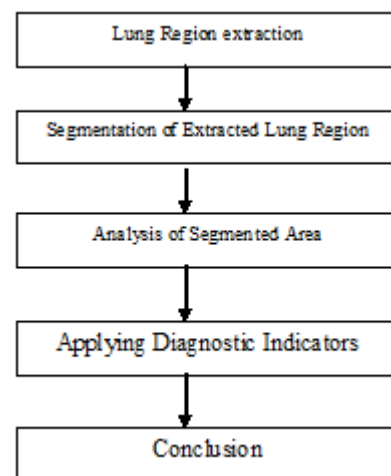 Lung Region extraction
Segmentation of Extracted Lung Region
Analysis of Segmented Area
Applying Diagnostic Indicators
Conclusion